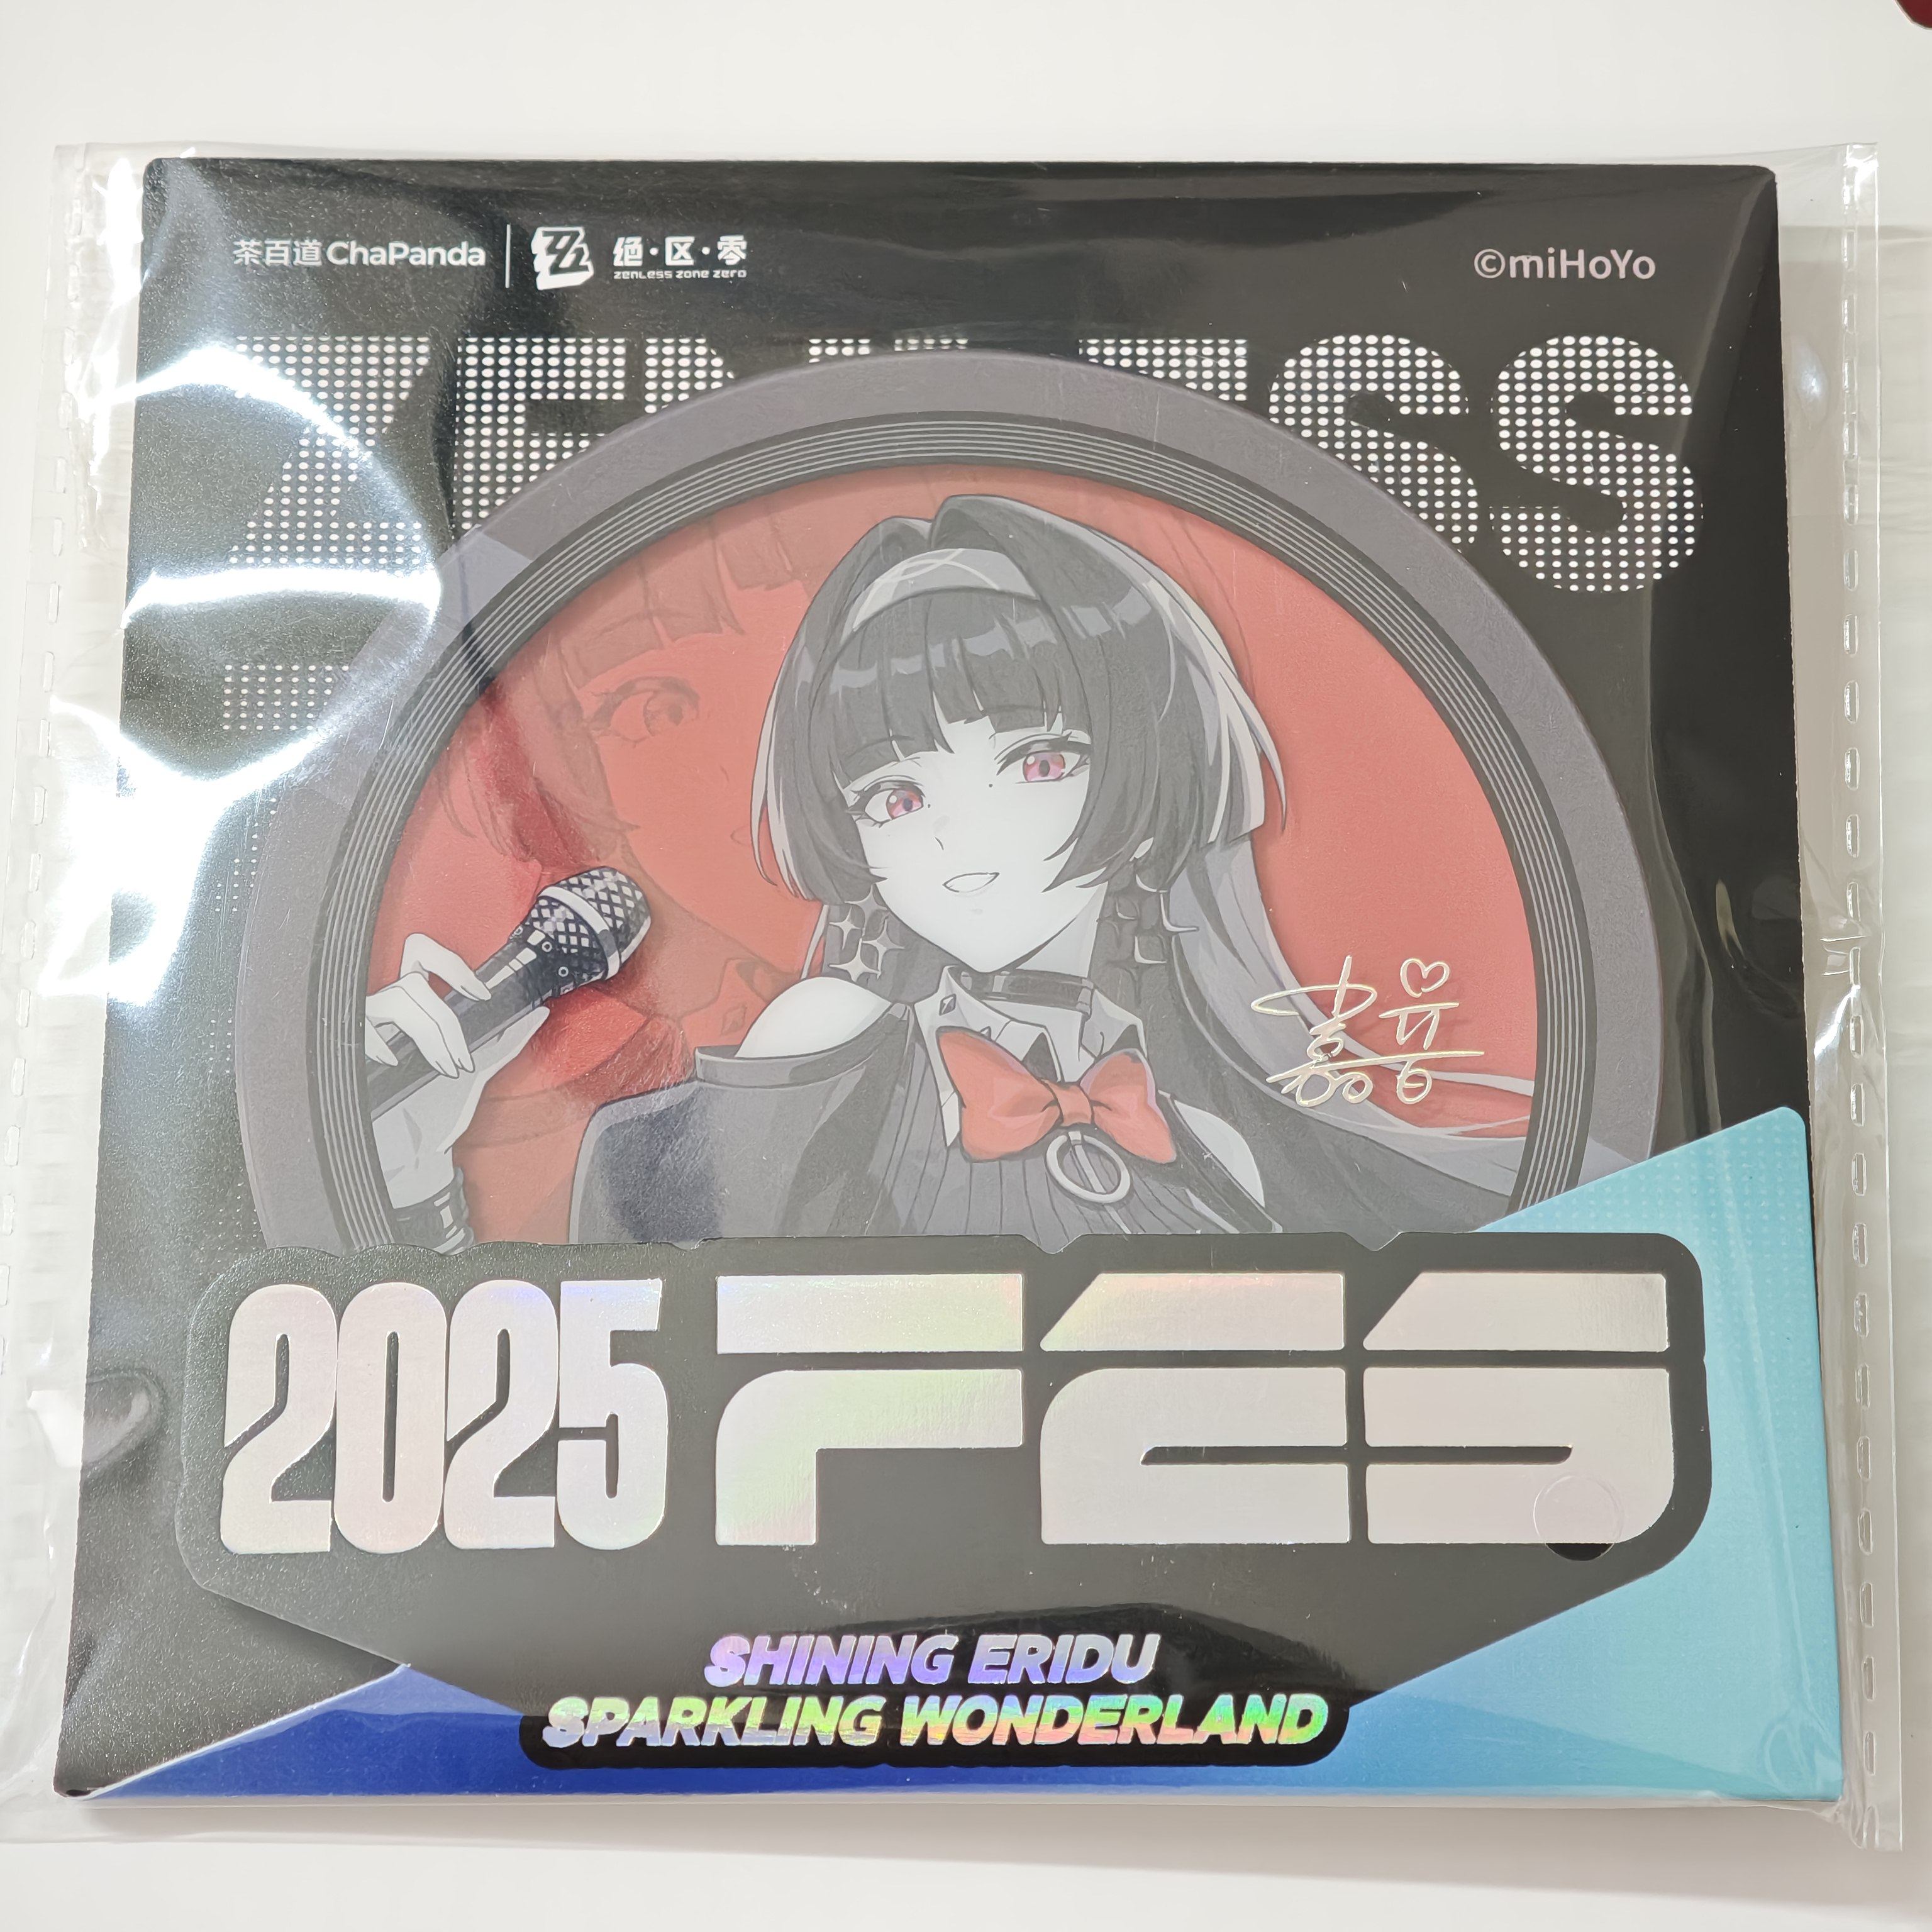 茶百道ChaPanda 绝·区·零
ZENLESS ZONE ZERO
©miHoYo
ZENLESS
嘉音
2025 FES
SHINING ERIDU
SPARKLING WONDERLAND